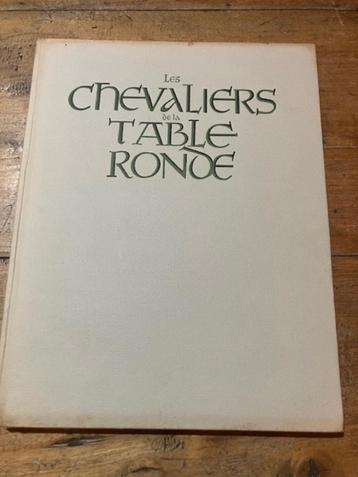 Les
CHEVALIERS
de la
TABLE
RONDE